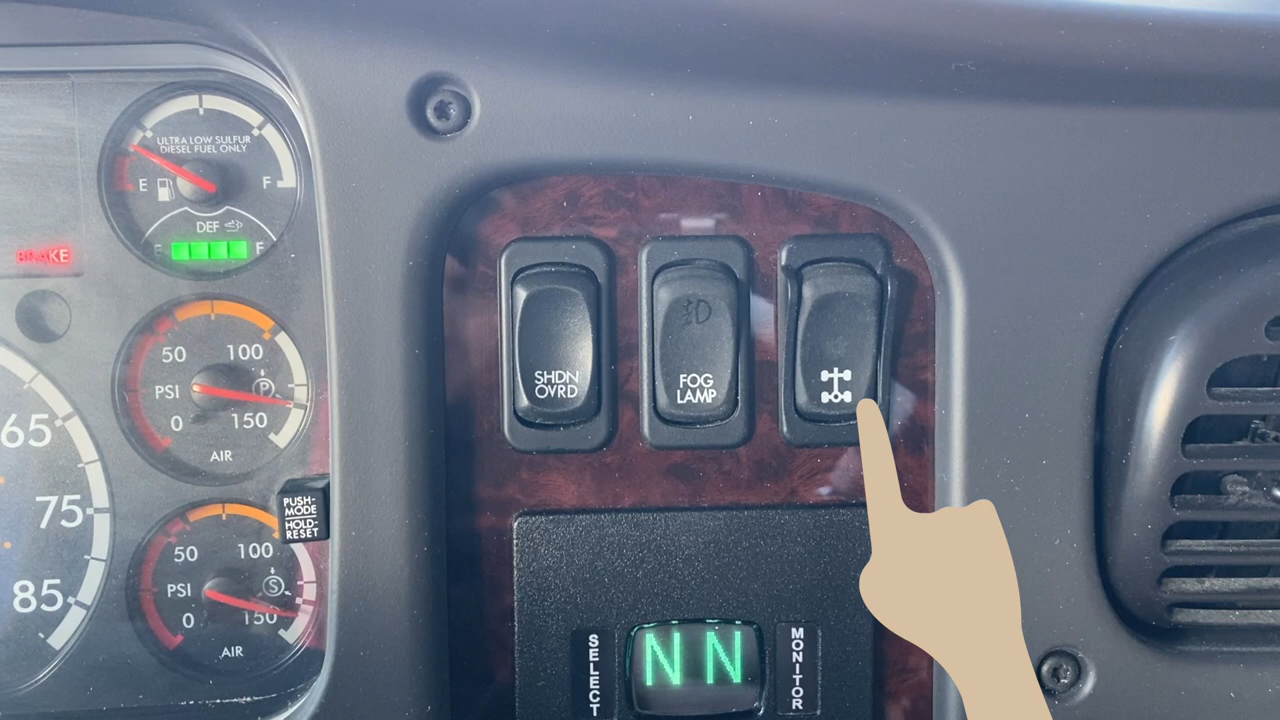 ULTRA LOW SULFUR
DIESEL FUEL ONLY
E
F
DEF
E
F
BRAKE
50
100
PSI
P
0
150
AIR
65
75
85
PUSH-
MODE
HOLD-
RESET
50
100
PSI
S
0
150
AIR
SHDN
OVRD
FOG
LAMP
SELECT
N N
MONITOR